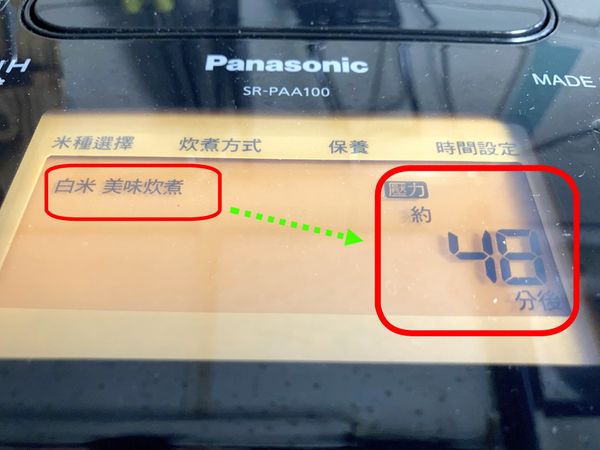 IH
Panasonic
SR-PAA100
MADE
米種選擇 炊煮方式 保養 時間設定
白米 美味炊煮
壓力
約
48
分後